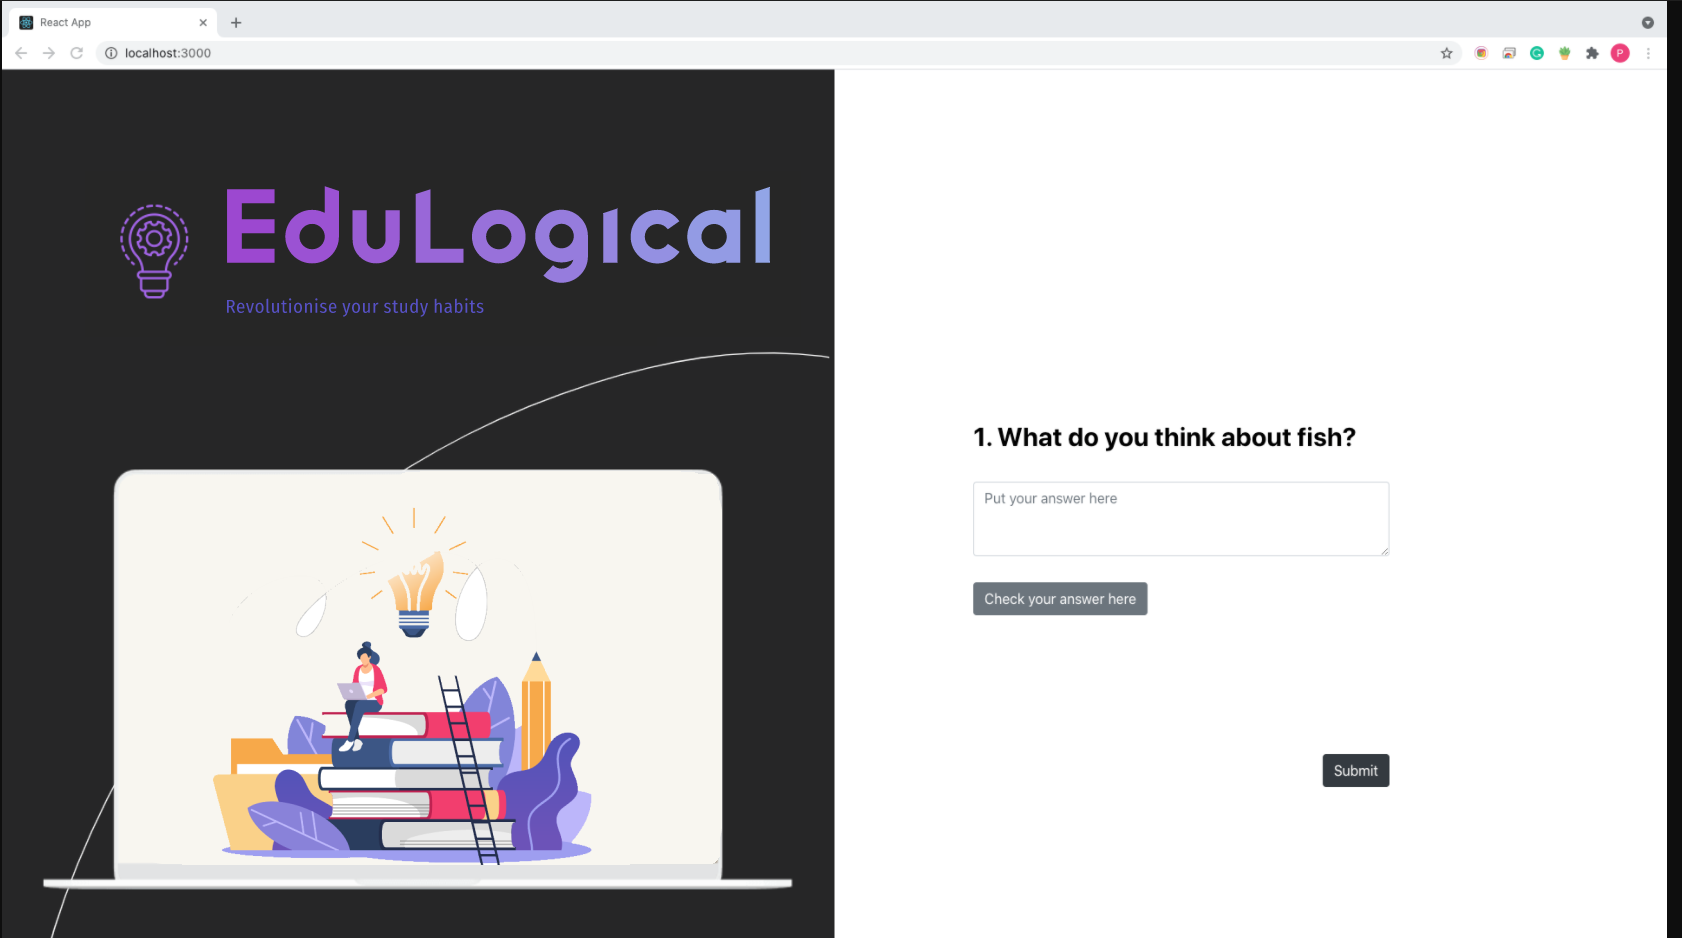 React App
localhost:3000
P
EduLogical
Revolutionise your study habits
1. What do you think about fish?
Put your answer here
Check your answer here
Submit